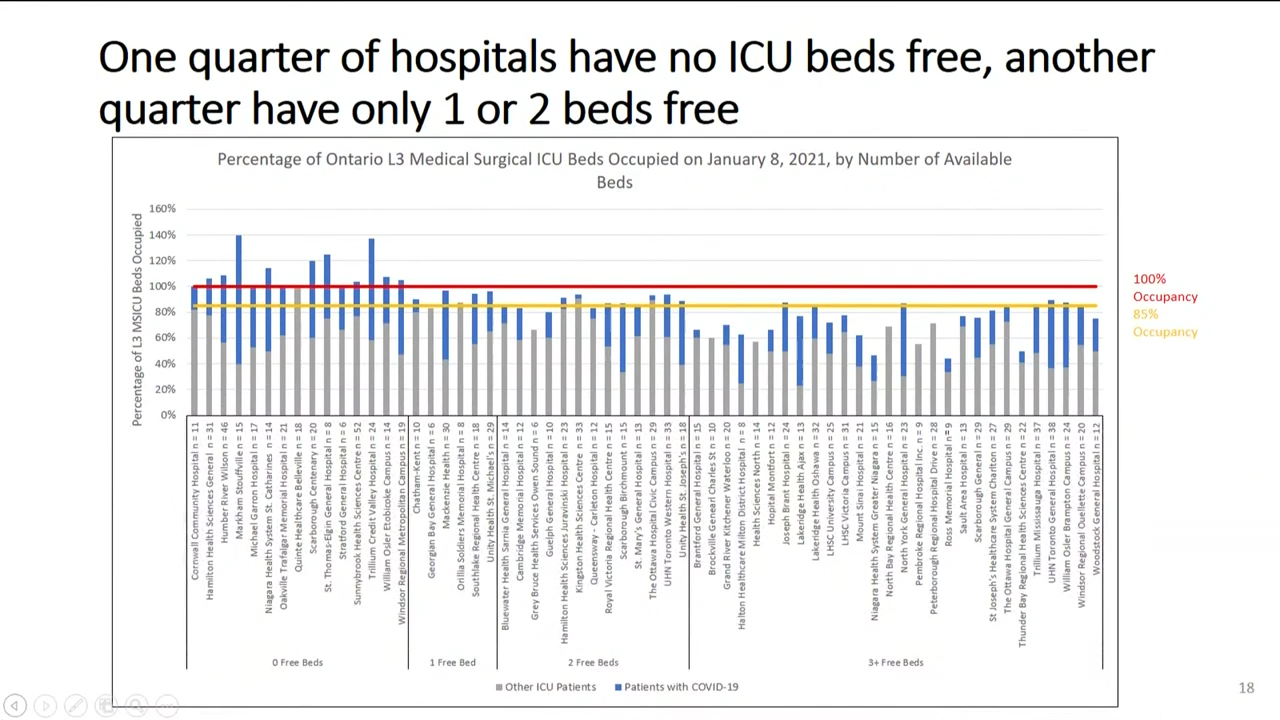 One quarter of hospitals have no ICU beds free, another
quarter have only 1 or 2 beds free
Percentage of Ontario L3 Medical Surgical ICU Beds Occupied on January 8, 2021, by Number of Available
Beds
Percentage of L3 MSICU Beds Occupied
160%
140%
120%
100%
80%
60%
40%
20%
0%
100%
Occupancy
85%
Occupancy
Cornwall Community Hospital n = 11
Hamilton Health Sciences General n = 31
Humber River Wilson n = 46
Markham Stouffville n = 15
Michael Garron Hospital n = 17
Niagara Health System St. Catharines n = 14
Oakville Trafalgar Memorial Hospital n = 21
Quinte Healthcare Belleville n = 18
Scarborough Centenary n = 20
St. Thomas-Elgin General Hospital n = 8
Stratford General Hospital n = 6
Sunnybrook Health Sciences Centre n = 52
Trillium Credit Valley Hospital n = 24
William Osler Etobicoke Campus n = 14
Windsor Regional Metropolitan Campus n = 19
Chatham-Kent n = 10
Georgian Bay General Hospital n = 6
Mackenzie Health n = 30
Orillia Soldiers Memorial Hospital n = 8
Southlake Regional Health Centre n = 18
Unity Health St. Michael's n = 29
Bluewater Health Sarnia General Hospital n = 14
Cambridge Memorial Hospital n = 12
Grey Bruce Health Services Owen Sound n = 6
Guelph General Hospital n = 10
Hamilton Health Sciences Juravinski Hospital n = 23
Kingston Health Sciences Centre n = 33
Queensway - Carleton Hospital n = 12
Royal Victoria Regional Health Centre n = 15
Scarborough Birchmount n = 15
St. Mary's General Hospital n = 13
The Ottawa Hospital Civic Campus n = 29
UHN Toronto Western Hospital n = 33
Unity Health St. Joseph's n = 18
Brantford General Hospital n = 15
Brockville Genearl Charles St n = 10
Grand River Kitchener Waterloo n = 20
Halton Healthcare Milton District Hospital n = 8
Health Sciences North n = 14
Hopital Montfort n = 12
Joseph Brant Hospital n = 24
Lakeridge Health Ajax n = 13
Lakeridge Health Oshawa n = 32
LHSC University Campus n = 25
LHSC Victoria Campus n = 31
Mount Sinai Hospital n = 21
Niagara Health System Greater Niagara n = 15
North Bay Regional Health Centre n = 16
North York General Hospital n = 23
Pembroke Regional Hospital Inc. n = 9
Peterborough Regional Hospital Drive n = 28
Ross Memorial Hospital n= 9
Sault Area Hospital n = 13
Scarborough General n = 29
St Joseph's Healthcare System Charlton n = 27
The Ottawa Hospital General Campus n = 29
Thunder Bay Regional Health Sciences Centre n = 22
Trillium Mississauga Hospital n = 37
UHN Toronto General Hospital n = 38
William Osler Brampton Campus n = 24
Windsor Regional Ouellette Campus n = 20
Woodstock General Hospital n = 12
0 Free Beds
1 Free Bed
2 Free Beds
3+ Free Beds
Other ICU Patients
Patients with COVID-19
18